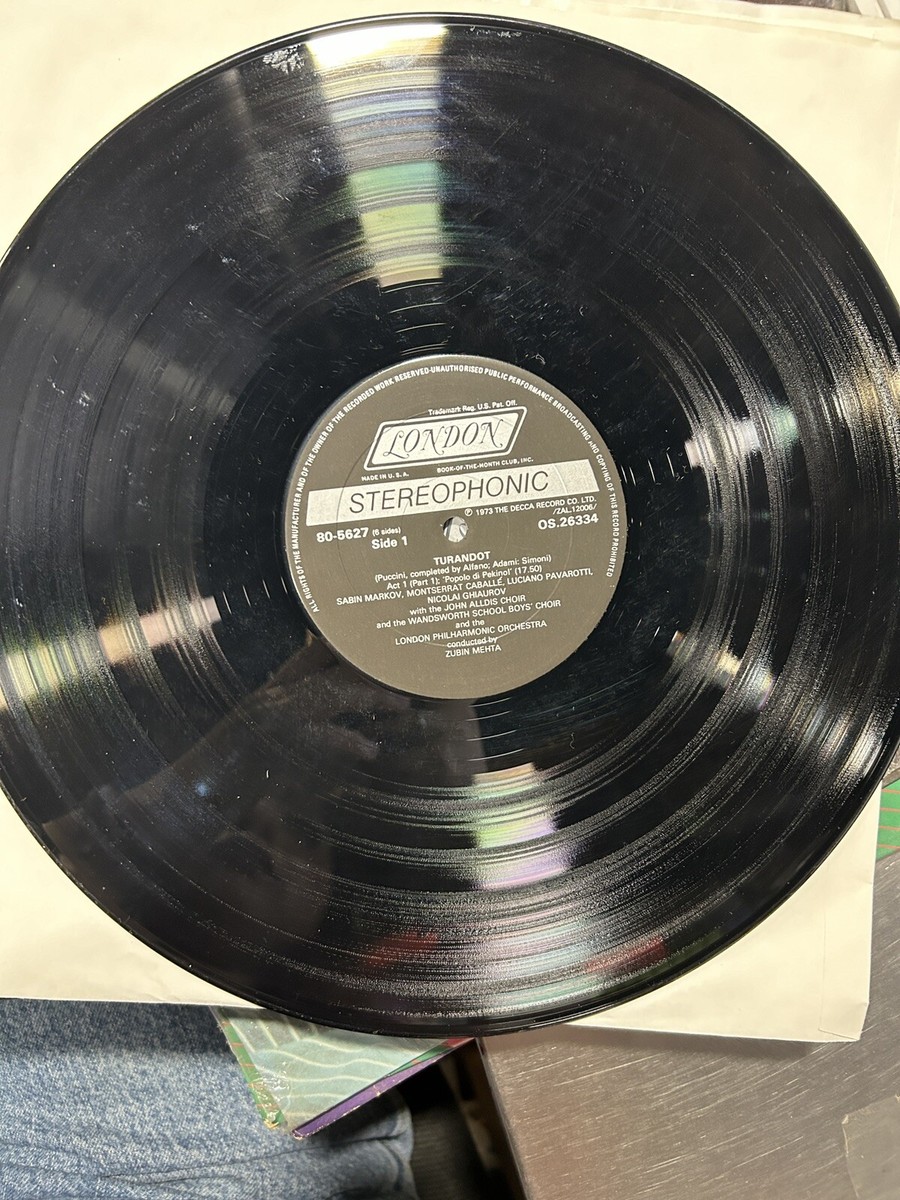 ALL RIGHTS OF THE MANUFACTURER AND OF THE OWNER OF THE RECORDED WORK RESERVED-UNAUTHORISED PUBLIC PERFORMANCE BROADCASTING AND COPYING OF THIS RECORD PROHIBITED
Trademark Reg. U.S. Pat. Off.
LONDON
MADE IN U.S.A. BOOK-OF-THE-MONTH CLUB, INC.
STEREOPHONIC
℗ 1973 THE DECCA RECORD CO. LTD.
80-5627 (6 sides) /ZAL.12006/
Side 1 OS.26334
TURANDOT
(Puccini, completed by Alfano; Adami: Simoni)
Act 1 (Part 1); 'Popolo di Pekino!' (17.50)
SABIN MARKOV, MONTSERRAT CABALLÉ, LUCIANO PAVAROTTI,
NICOLAI GHIAUROV
with the JOHN ALLDIS CHOIR
and the WANDSWORTH SCHOOL BOYS' CHOIR
and the
LONDON PHILHARMONIC ORCHESTRA
conducted by
ZUBIN MEHTA